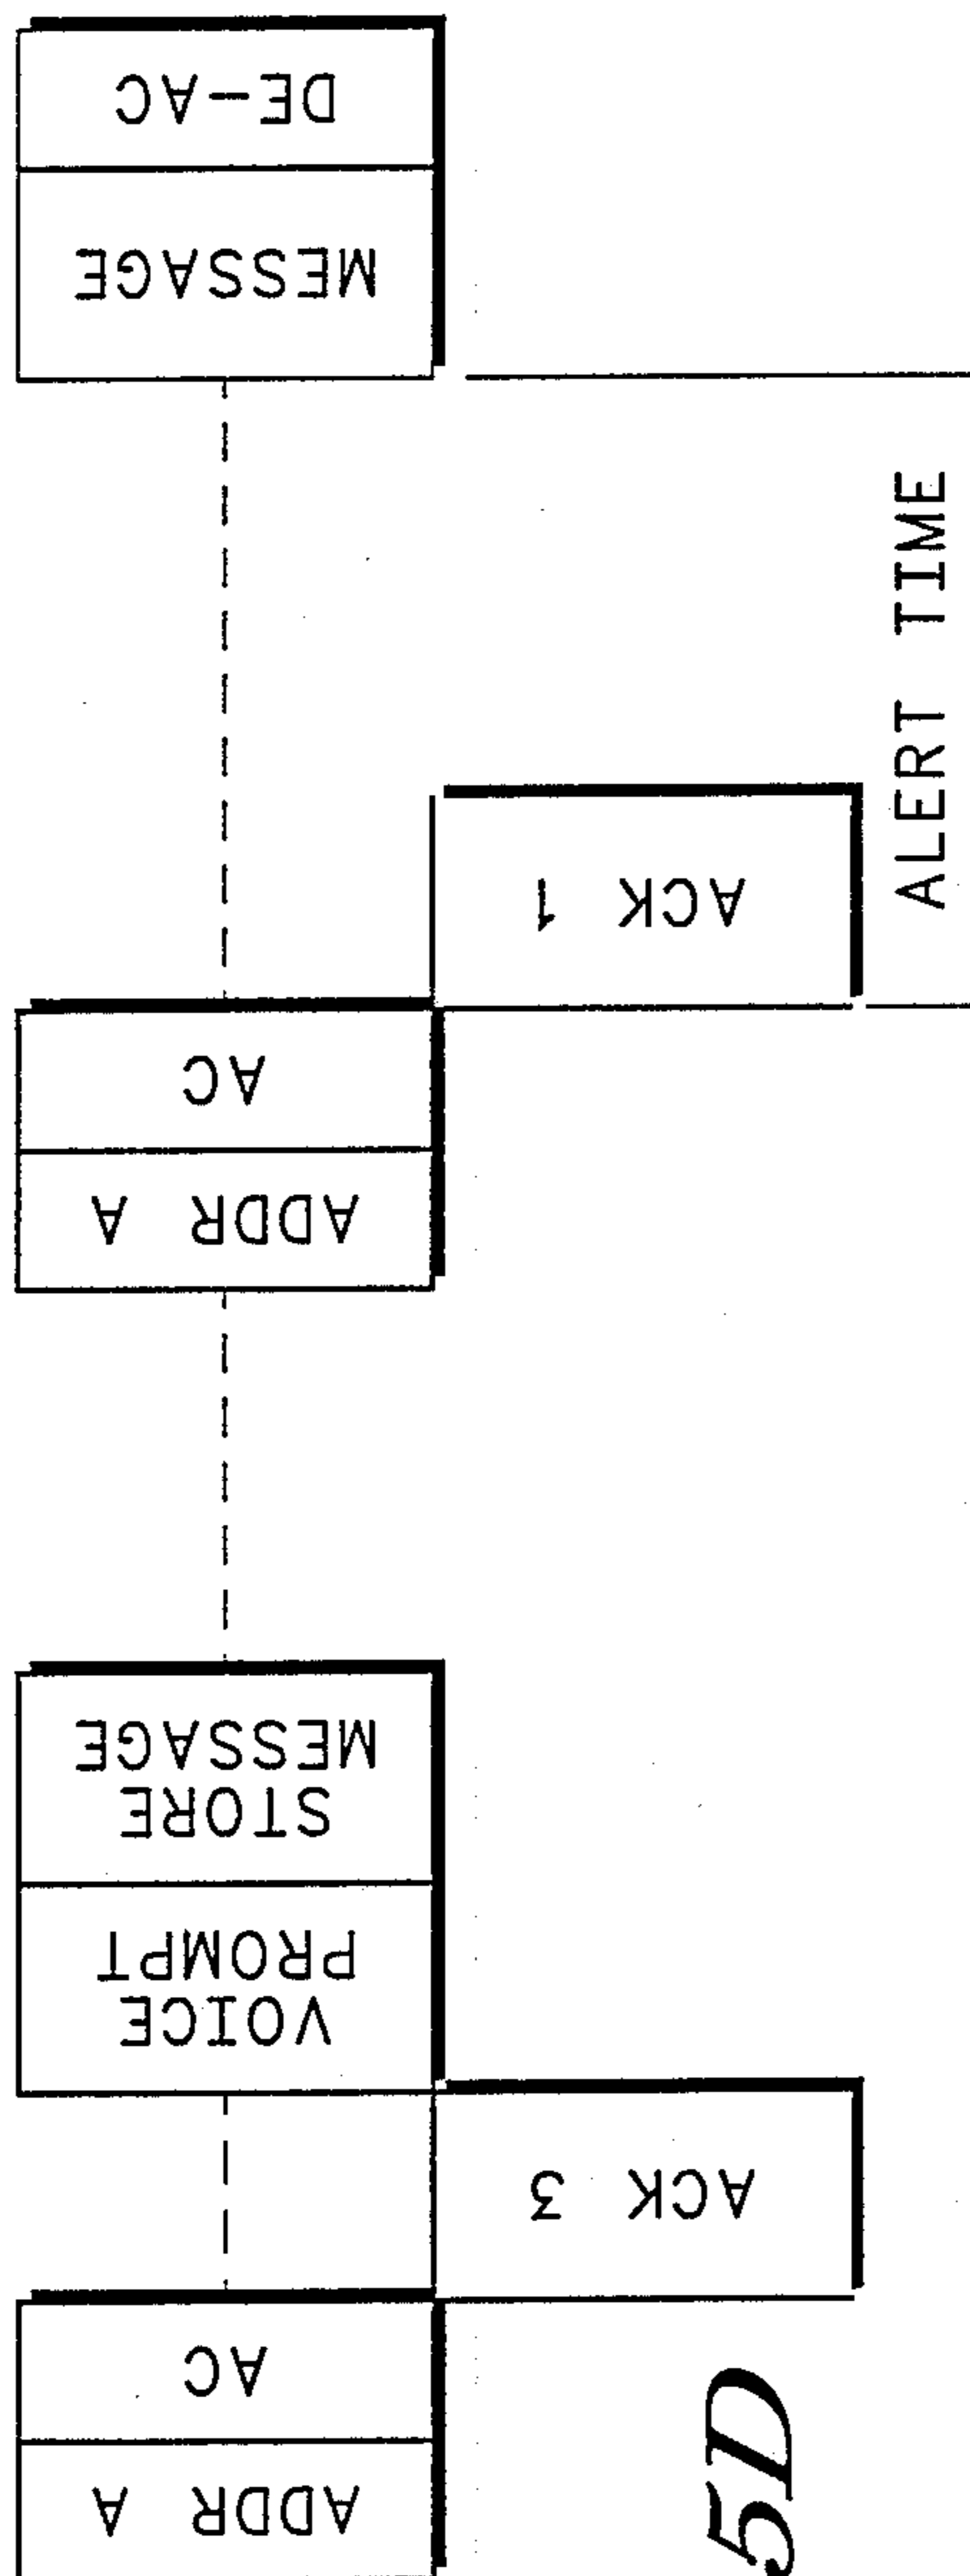 ADDR A
AC
ACK 3
VOICE
PROMPT
STORE
MESSAGE
ADDR A
AC
ACK 1
MESSAGE
DE-AC
ALERT TIME
5D